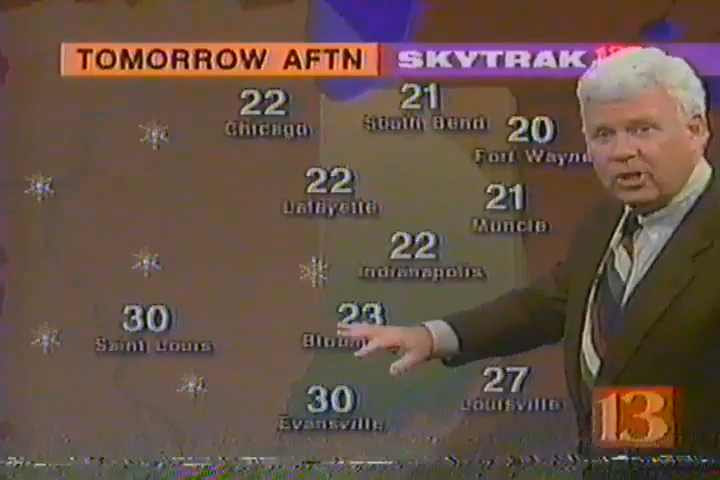 TOMORROW AFTN
SKYTRAK 13
22
Chicago
21
South Bend
20
Fort Wayne
22
Lafayette
21
Muncie
22
Indianapolis
30
Saint Louis
23
30
Evansville
27
Louisville
13